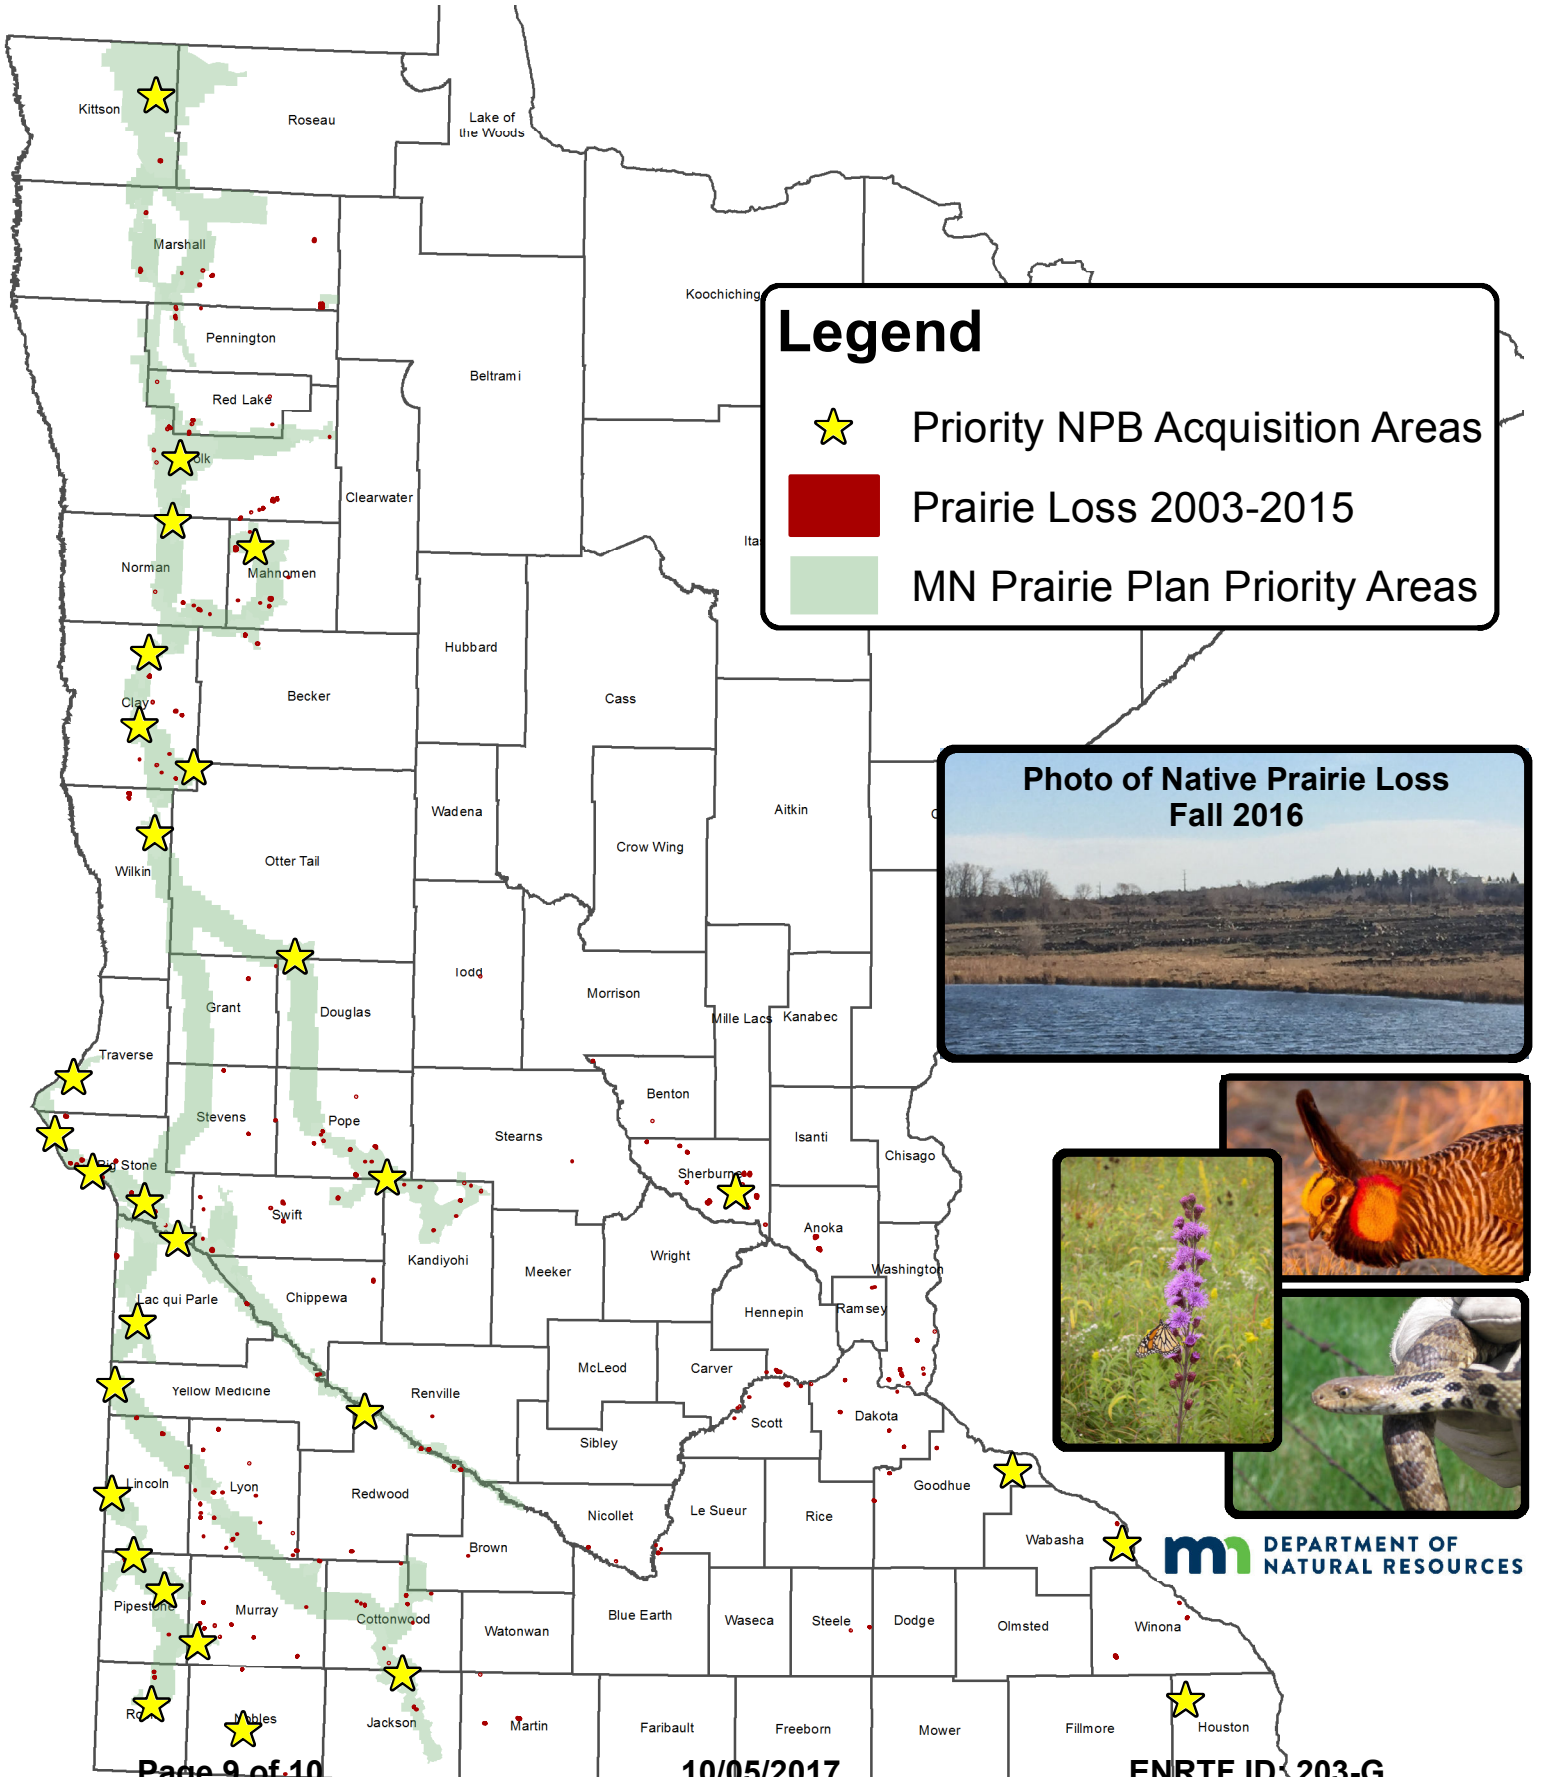 Kittson
Roseau
Lake of
the Woods
Marshall
Koochiching
Pennington
Beltrami
Red Lake
olk
Clearwater
Ita
Norman
Mahnomen
Hubbard
Cass
Clay
Becker
Wadena
Aitkin
Crow Wing
Otter Tail
Wilkin
Todd
Morrison
Grant
Douglas
Mille Lacs
Kanabec
Traverse
Benton
Stevens
Pope
Stearns
Isanti
Chisago
Big Stone
Sherburne
Swift
Anoka
Kandiyohi
Wright
Meeker
Washington
Lac qui Parle
Chippewa
Hennepin
Ramsey
McLeod
Carver
Yellow Medicine
Renville
Scott
Dakota
Sibley
Lincoln
Lyon
Redwood
Goodhue
Nicollet
Le Sueur
Rice
Brown
Wabasha
Pipestone
Murray
Cottonwood
Blue Earth
Waseca
Steele
Dodge
Olmsted
Winona
Watonwan
Ro
Nobles
Jackson
Martin
Faribault
Freeborn
Mower
Fillmore
Houston
Legend
Priority NPB Acquisition Areas
Prairie Loss 2003-2015
MN Prairie Plan Priority Areas
Photo of Native Prairie Loss
Fall 2016
mn DEPARTMENT OF
NATURAL RESOURCES
Page 9 of 10
10/05/2017
ENRTF ID: 203-G